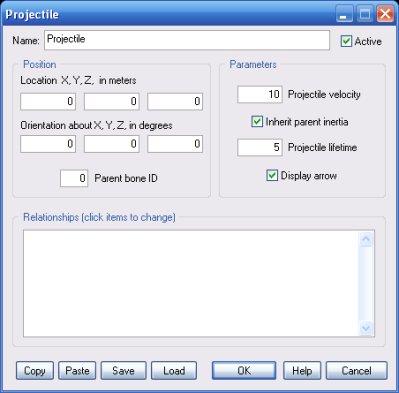 Projectile
Name: Projectile Active
Position
Location X, Y, Z, in meters
0 0 0
Orientation about X, Y, Z, in degrees
0 0 0
0 Parent bone ID
Parameters
10 Projectile velocity
Inherit parent inertia
5 Projectile lifetime
Display arrow
Relationships (click items to change)
Copy Paste Save Load OK Help Cancel